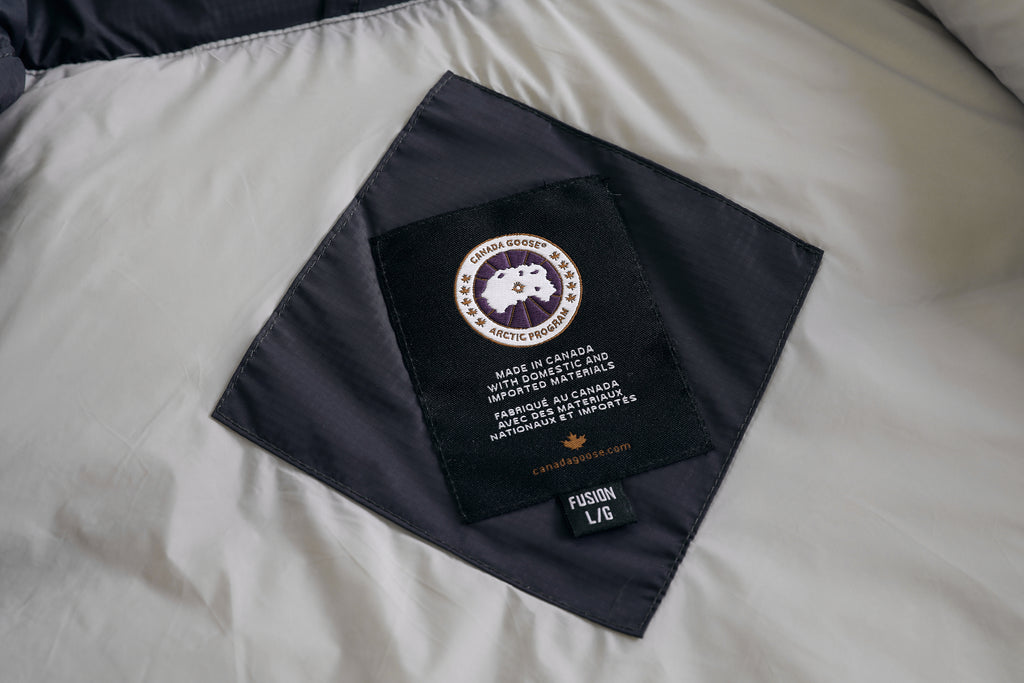 CANADA GOOSE®
ARCTIC PROGRAM
MADE IN CANADA
WITH DOMESTIC AND
IMPORTED MATERIALS
FABRIQUÉ AU CANADA
AVEC DES MATERIAUX
NATIONAUX ET IMPORTÉS
canadagoose.com
FUSION
L/G